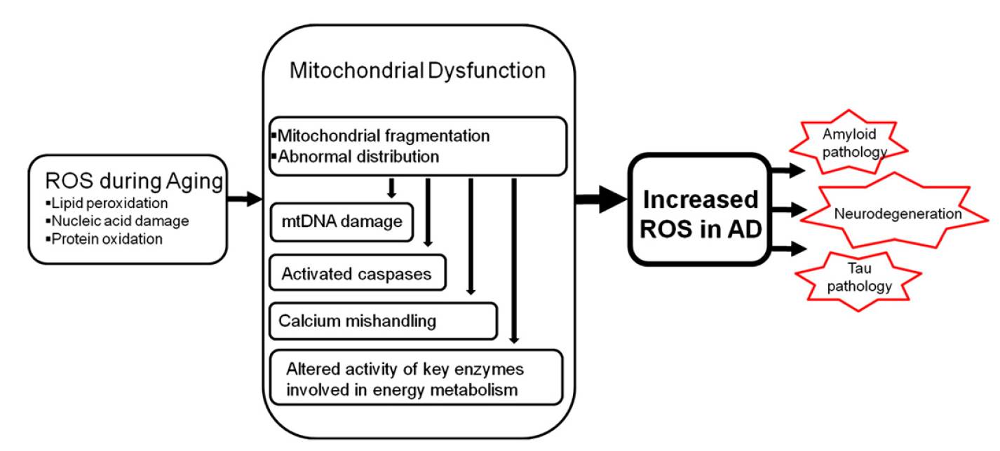 Mitochondrial Dysfunction
▪Mitochondrial fragmentation
▪Abnormal distribution
ROS during Aging
▪Lipid peroxidation
▪Nucleic acid damage
▪Protein oxidation
mtDNA damage
Activated caspases
Calcium mishandling
Altered activity of key enzymes
involved in energy metabolism
Increased
ROS in AD
Amyloid
pathology
Neurodegeneration
Tau
pathology